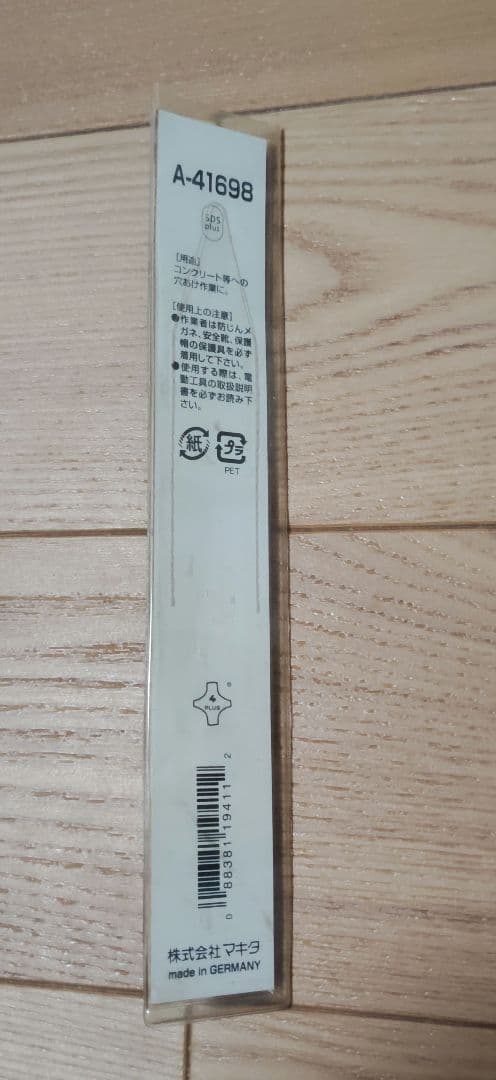 A-41698
SDS
plus
[用途]
コンクリート等への
穴あけ作業に。
[使用上の注意]
●作業者は防じんメ
ガネ、安全靴、保護
帽の保護具を必ず
着用して下さい。
●使用する際は、電
動工具の取扱説明
書を必ずお読み下
さい。
紙 プラ
PET
4
PLUS
®
0 88381 19411 2
株式会社マキタ
made in GERMANY